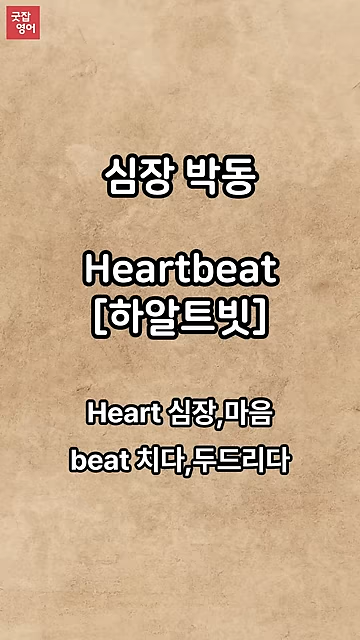 굿잡
영어
심장 박동
Heartbeat
[하알트빗]
Heart 심장,마음
beat 치다,두드리다